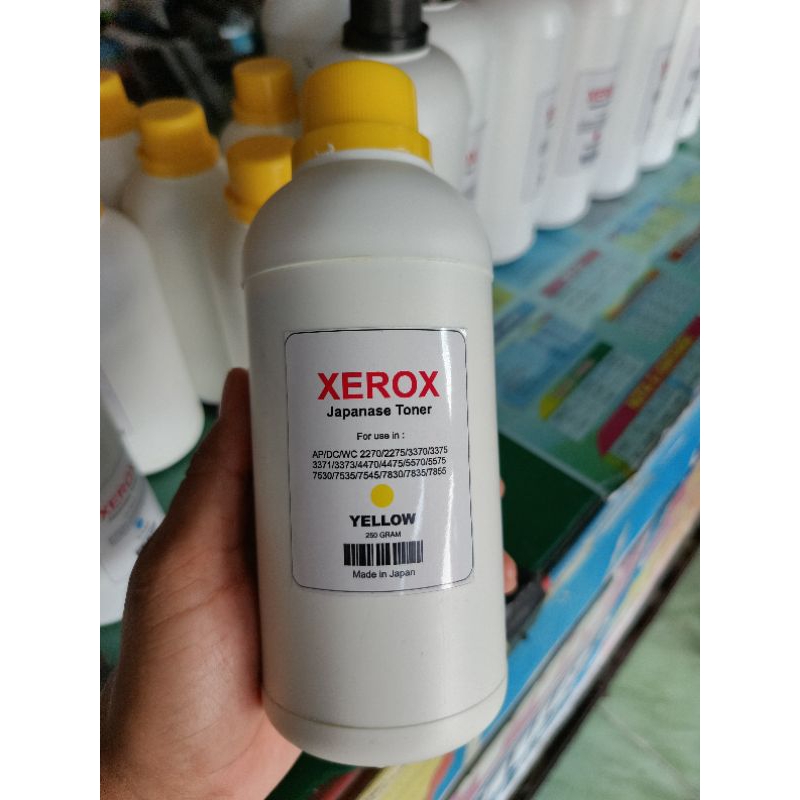 XEROX
Japanase Toner
For use in :
AP/DC/WC 2270/2275/3370/3375
3371/3373/4470/4475/5570/5575
7530/7535/7545/7830/7835/7855
YELLOW
250 GRAM
Made in Japan
XEROX